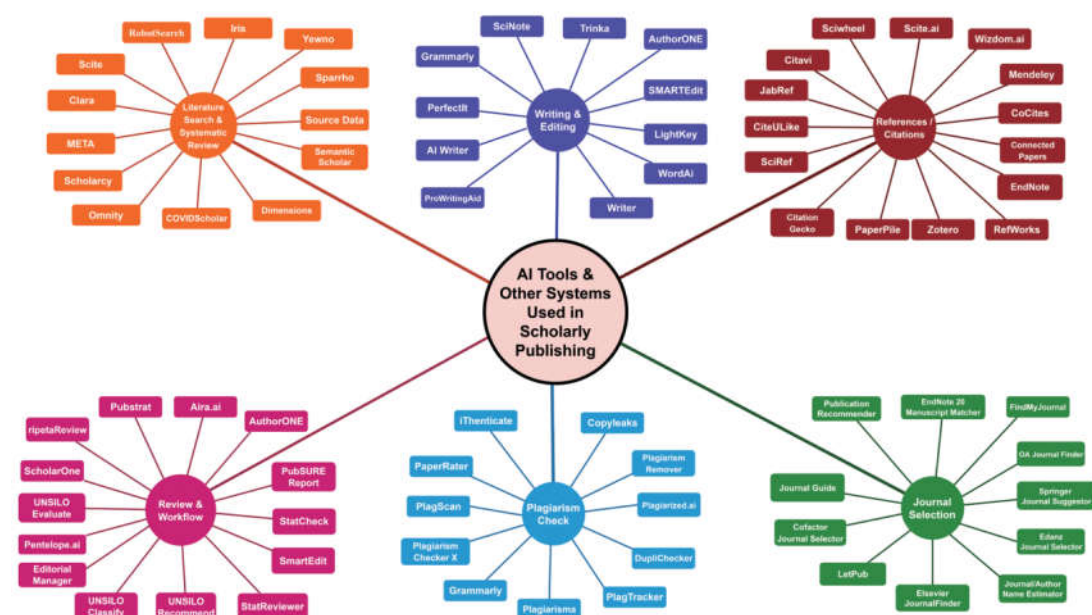 RobotSearch
Iris
Yewno
Scite
Sparrho
Clara
Source Data
META
Semantic
Scholar
Scholarcy
Omnity
COVIDScholar
Dimensions
Literature
Search &
Systematic
Review
SciNote
Trinka
Grammarly
AuthorONE
PerfectIt
SMARTEdit
AI Writer
LightKey
ProWritingAid
WordAi
Writer
Writing &
Editing
Sciwheel
Scite.ai
Wizdom.ai
Citavi
Mendeley
JabRef
CoCites
CiteULike
Connected
Papers
SciRef
EndNote
Citation
Gecko
PaperPile
Zotero
RefWorks
References /
Citations
AI Tools &
Other Systems
Used in
Scholarly
Publishing
Pubstrat
Aira.ai
AuthorONE
ripetaReview
ScholarOne
PubSURE
Report
UNSILO
Evaluate
StatCheck
Pentelope.ai
SmartEdit
Editorial
Manager
UNSILO
Classify
UNSILO
Recommend
StatReviewer
Review &
Workflow
iThenticate
Copyleaks
PaperRater
Plagiarism
Remover
PlagScan
Plagiarized.ai
Plagiarism
Checker X
DupliChecker
Grammarly
PlagTracker
Plagiarisma
Plagiarism
Check
Publication
Recommender
EndNote 20
Manuscript Matcher
FindMyJournal
OA Journal Finder
Journal Guide
Springer
Journal Suggestor
Cofactor
Journal Selector
Edanz
Journal Selector
LetPub
Elsevier
JournalFinder
Journal/Author
Name Estimator
Journal
Selection